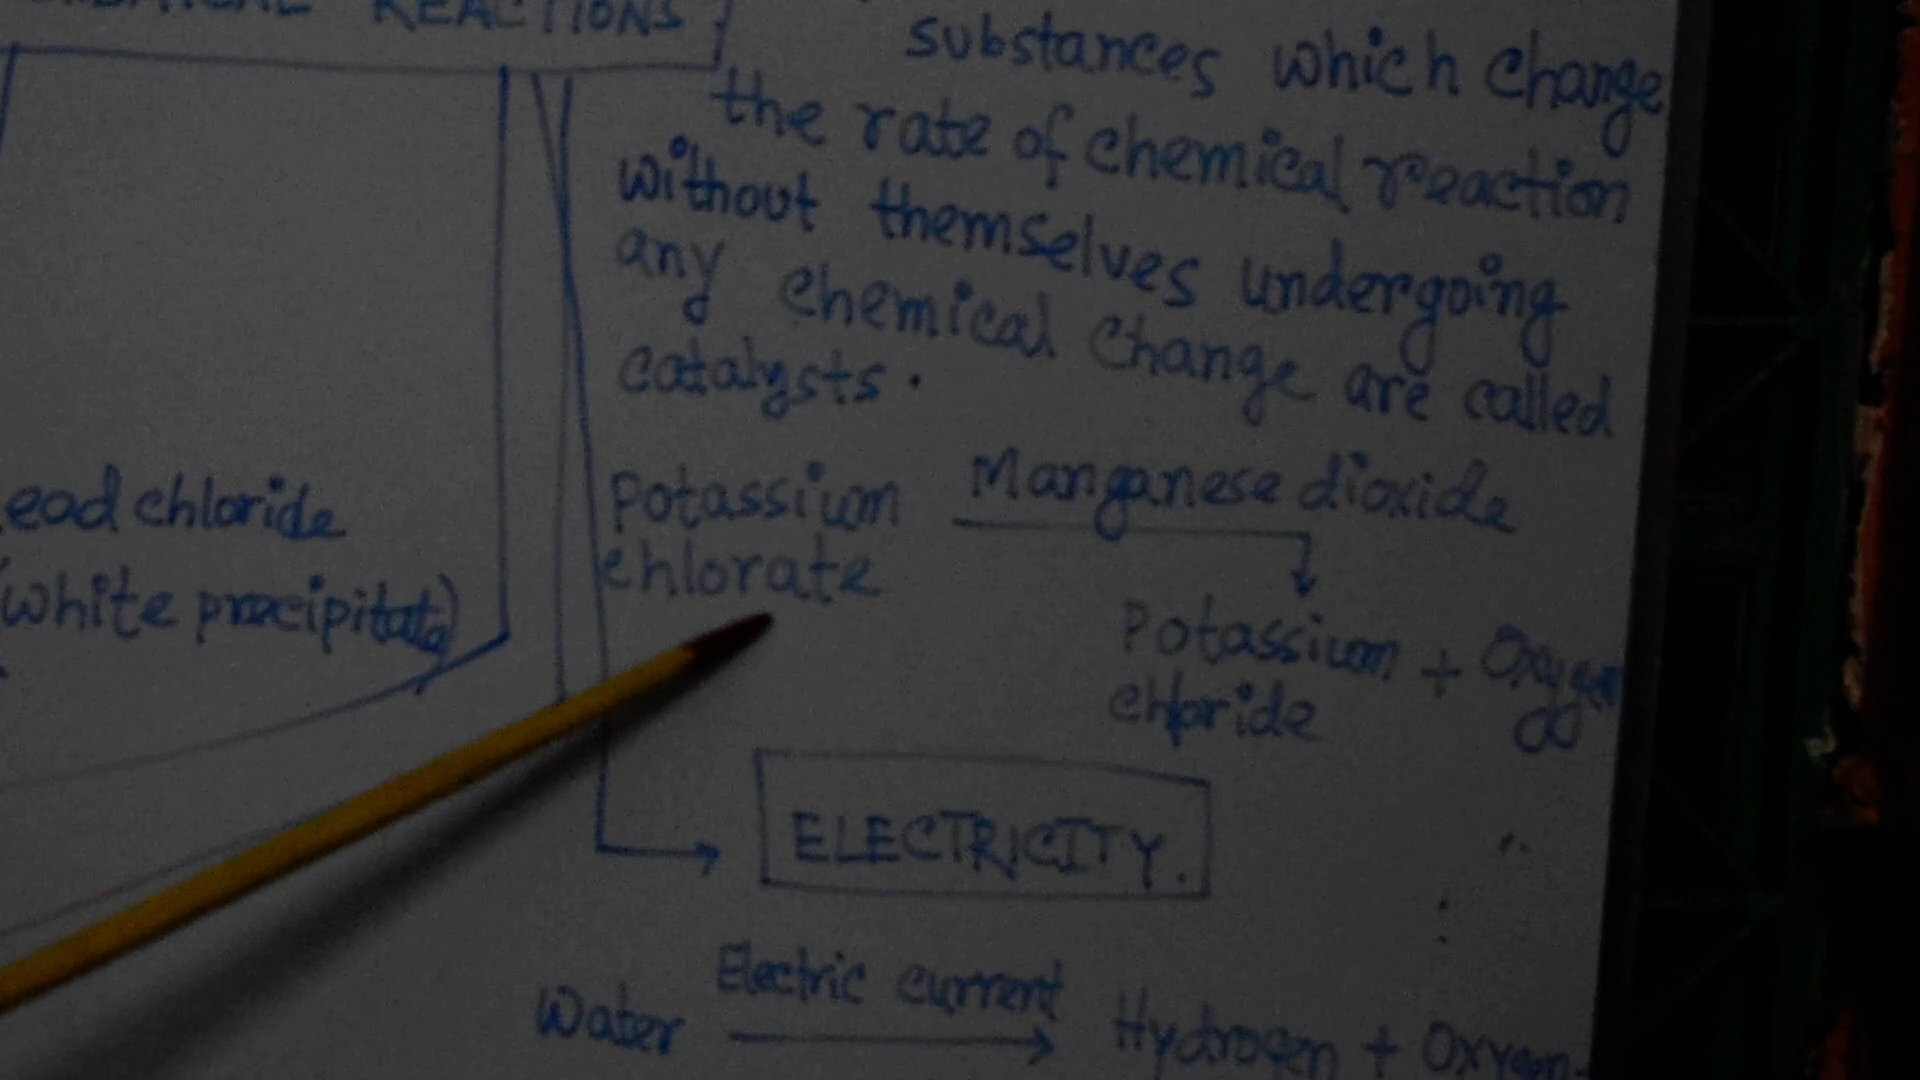 REACTIONS
substances which change
the rate of chemical reaction
without themselves undergoing
any chemical change are called
catalysts.
Potassium Manganese dioxide
chlorate
Potassium + Oxygen
chloride
ead chloride
(white precipitate)
ELECTRICITY.
Electric current
Water Hydrogen + Oxygen.